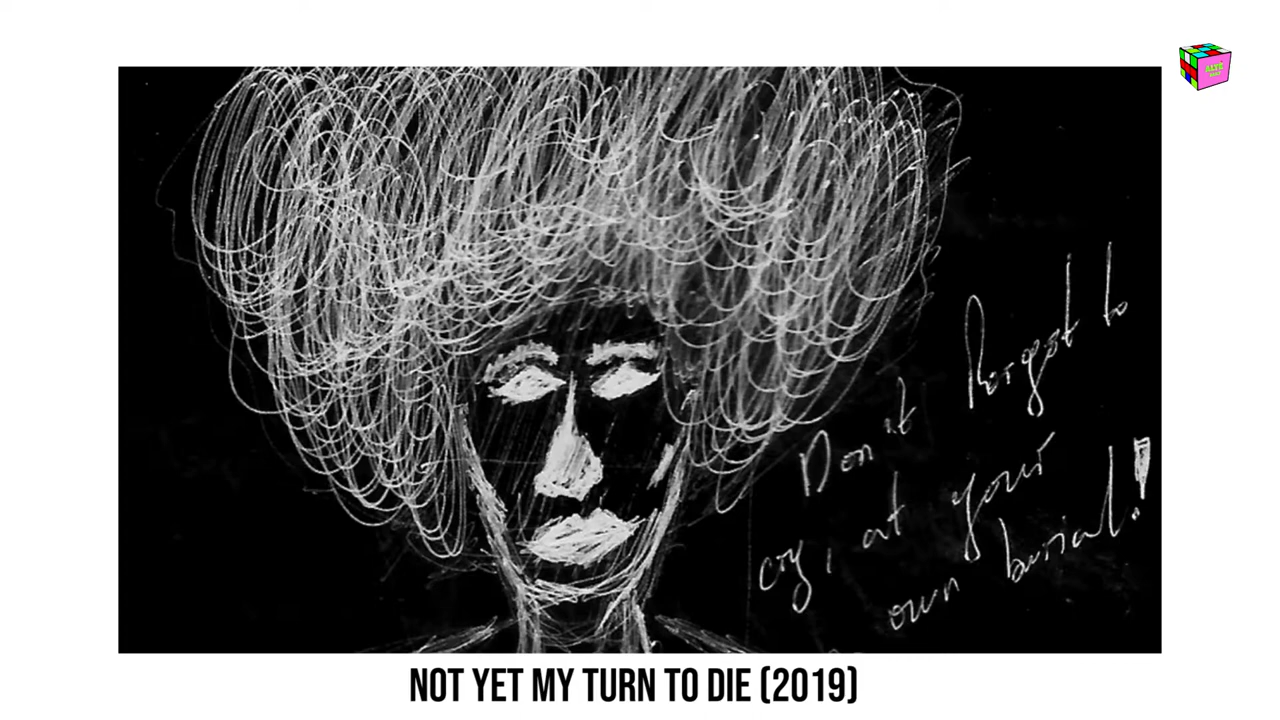 Don't forget to
cry, at your
own burial!
NOT YET MY TURN TO DIE (2019)